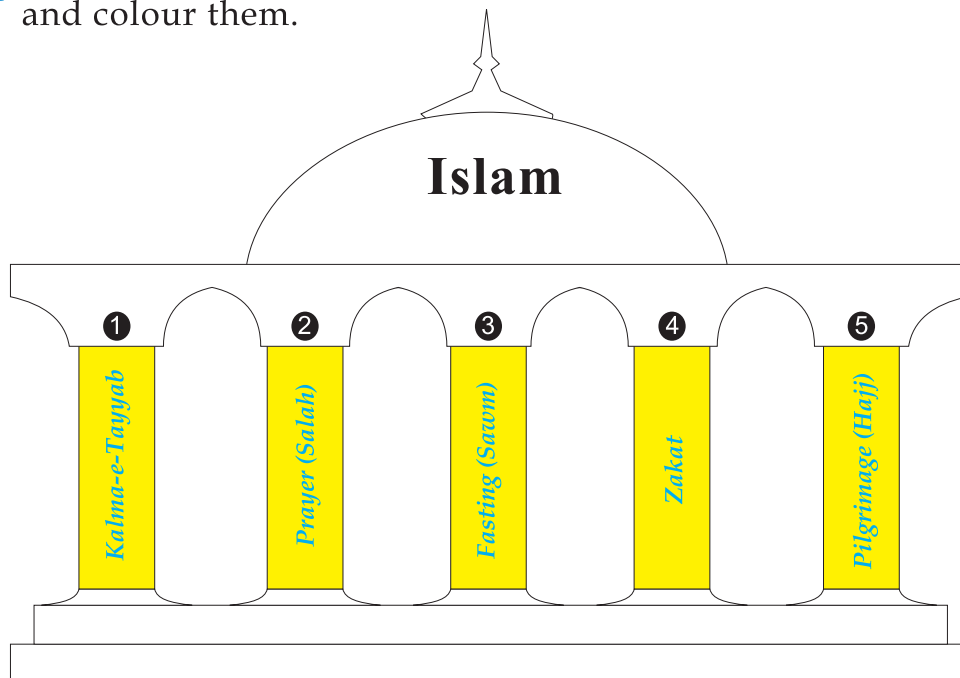 and colour them.
Islam
1
2
3
4
5
Kalma-e-Tayyab
Prayer (Salah)
Fasting (Sawm)
Zakat
Pilgrimage (Hajj)